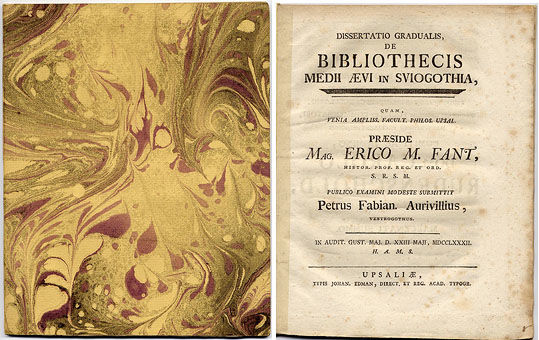 DISSERTATIO GRADUALIS,
DE
BIBLIOTHECIS
MEDII ÆVI IN SVIOGOTHIA,
QUAM,
VENIA AMPLISS. FACULT. PHILOS. UPSAL.
PRÆSIDE
MAG. ERICO M. FANT,
HISTOR. PROF. REG. ET ORD.
S. R. S. M.
PUBLICO EXAMINI MODESTE SUBMITTIT
Petrus Fabian. Aurivillius,
VESTROGOTHUS.
IN AUDIT. GUST. MAJ. D. XXIII MAJI, MDCCLXXXII.
H. A. M. S.
UPSALIÆ,
TYPIS JOHAN. EDMAN, DIRECT. ET REG. ACAD. TYPOGR.